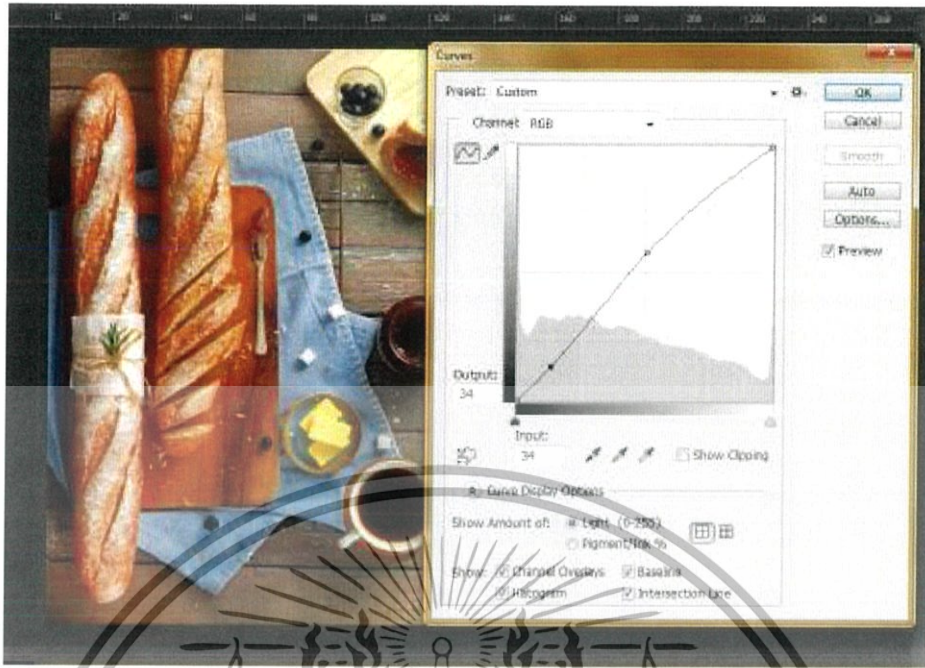 120
Curves
Preset: Custom
OK
Channel: RGB
Cancel
Smooth
Auto
Options...
Preview
Output:
34
Input:
34
Show Clipping
Curve Display Options
Show Amount of: Light (0-255)
Pigment/Ink %
Show: Channel Overlays Baseline
Histogram Intersection Line